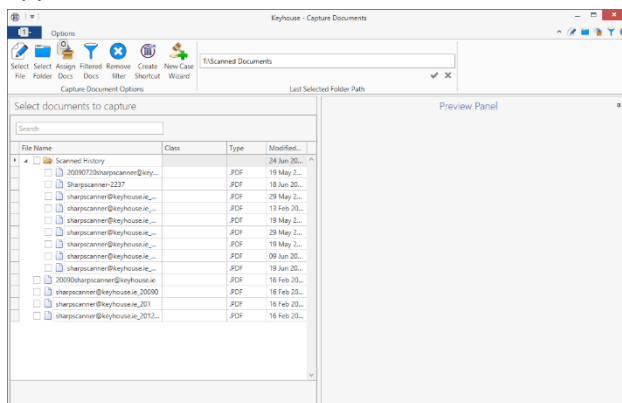 Keyhouse - Capture Documents
Options
Select File
Select Folder
Assign Docs
Filtered Docs
Remove filter
Create Shortcut
New Case Wizard
T:\Scanned Documents
Capture Document Options
Last Selected Folder Path
Select documents to capture
Preview Panel
Search
File Name Class Type Modified...
Scanned History 24 Jun 20...
20090720sharpscanner@key... .PDF 19 May 2...
Sharpscanner-2237 .PDF 18 Jun 20...
sharpscanner@keyhouse.ie_... .PDF 29 May 2...
sharpscanner@keyhouse.ie_... .PDF 13 Feb 20...
sharpscanner@keyhouse.ie_... .PDF 19 May 2...
sharpscanner@keyhouse.ie_... .PDF 29 May 2...
sharpscanner@keyhouse.ie_... .PDF 19 May 2...
sharpscanner@keyhouse.ie_... .PDF 09 Jun 20...
sharpscanner@keyhouse.ie_... .PDF 19 Jun 20...
20090sharpscanner@keyhouse.ie .PDF 16 Feb 20...
sharpscanner@keyhouse.ie_20090 .PDF 16 Feb 20...
sharpscanner@keyhouse.ie_201 .PDF 16 Feb 20...
sharpscanner@keyhouse.ie_2012... .PDF 16 Feb 20...